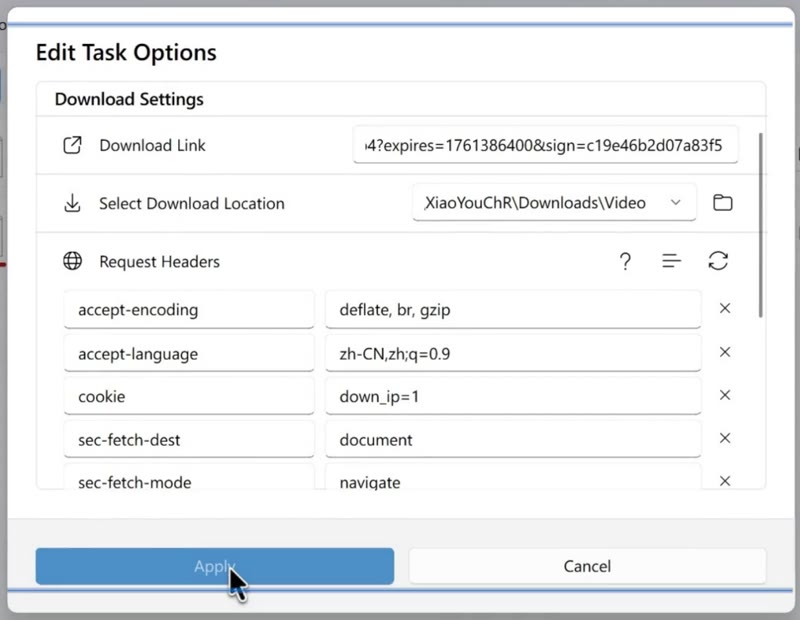 Edit Task Options
Download Settings
Download Link
4?expires=1761386400&sign=c19e46b2d07a83f5
Select Download Location
XiaoYouChR\Downloads\Video
Request Headers
?
accept-encoding deflate, br, gzip
accept-language zh-CN,zh;q=0.9
cookie down_ip=1
sec-fetch-dest document
sec-fetch-mode navigate
Apply Cancel